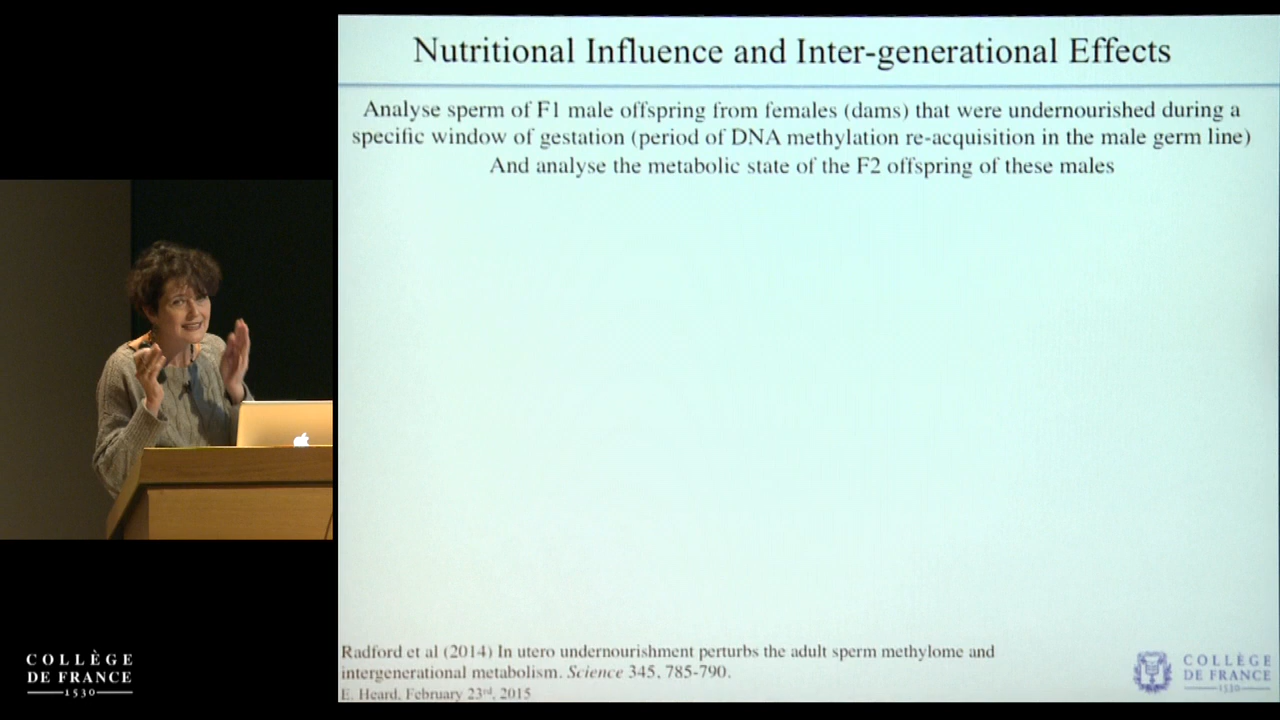 Nutritional Influence and Inter-generational Effects
Analyse sperm of F1 male offspring from females (dams) that were undernourished during a
specific window of gestation (period of DNA methylation re-acquisition in the male germ line)
And analyse the metabolic state of the F2 offspring of these males
Radford et al (2014) In utero undernourishment perturbs the adult sperm methylome and
intergenerational metabolism. Science 345, 785-790.
E. Heard, February 23rd, 2015
COLLÈGE
DE FRANCE
1530
COLLÈGE
DE FRANCE
1530